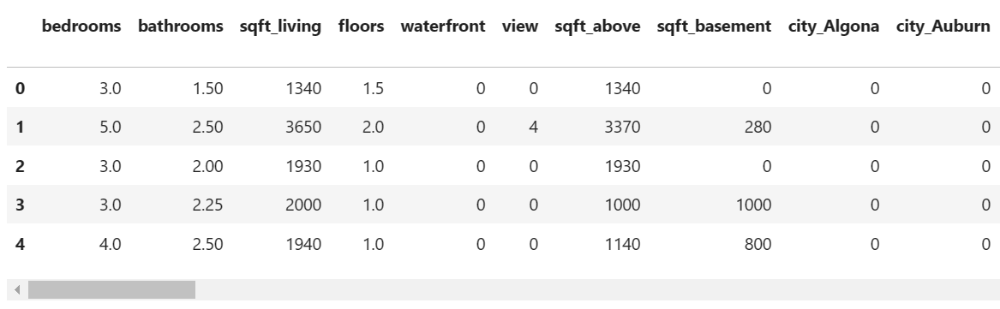 bedrooms bathrooms sqft_living floors waterfront view sqft_above sqft_basement city_Algona city_Auburn
0 3.0 1.50 1340 1.5 0 0 1340 0 0 0
1 5.0 2.50 3650 2.0 0 4 3370 280 0 0
2 3.0 2.00 1930 1.0 0 0 1930 0 0 0
3 3.0 2.25 2000 1.0 0 0 1000 1000 0 0
4 4.0 2.50 1940 1.0 0 0 1140 800 0 0